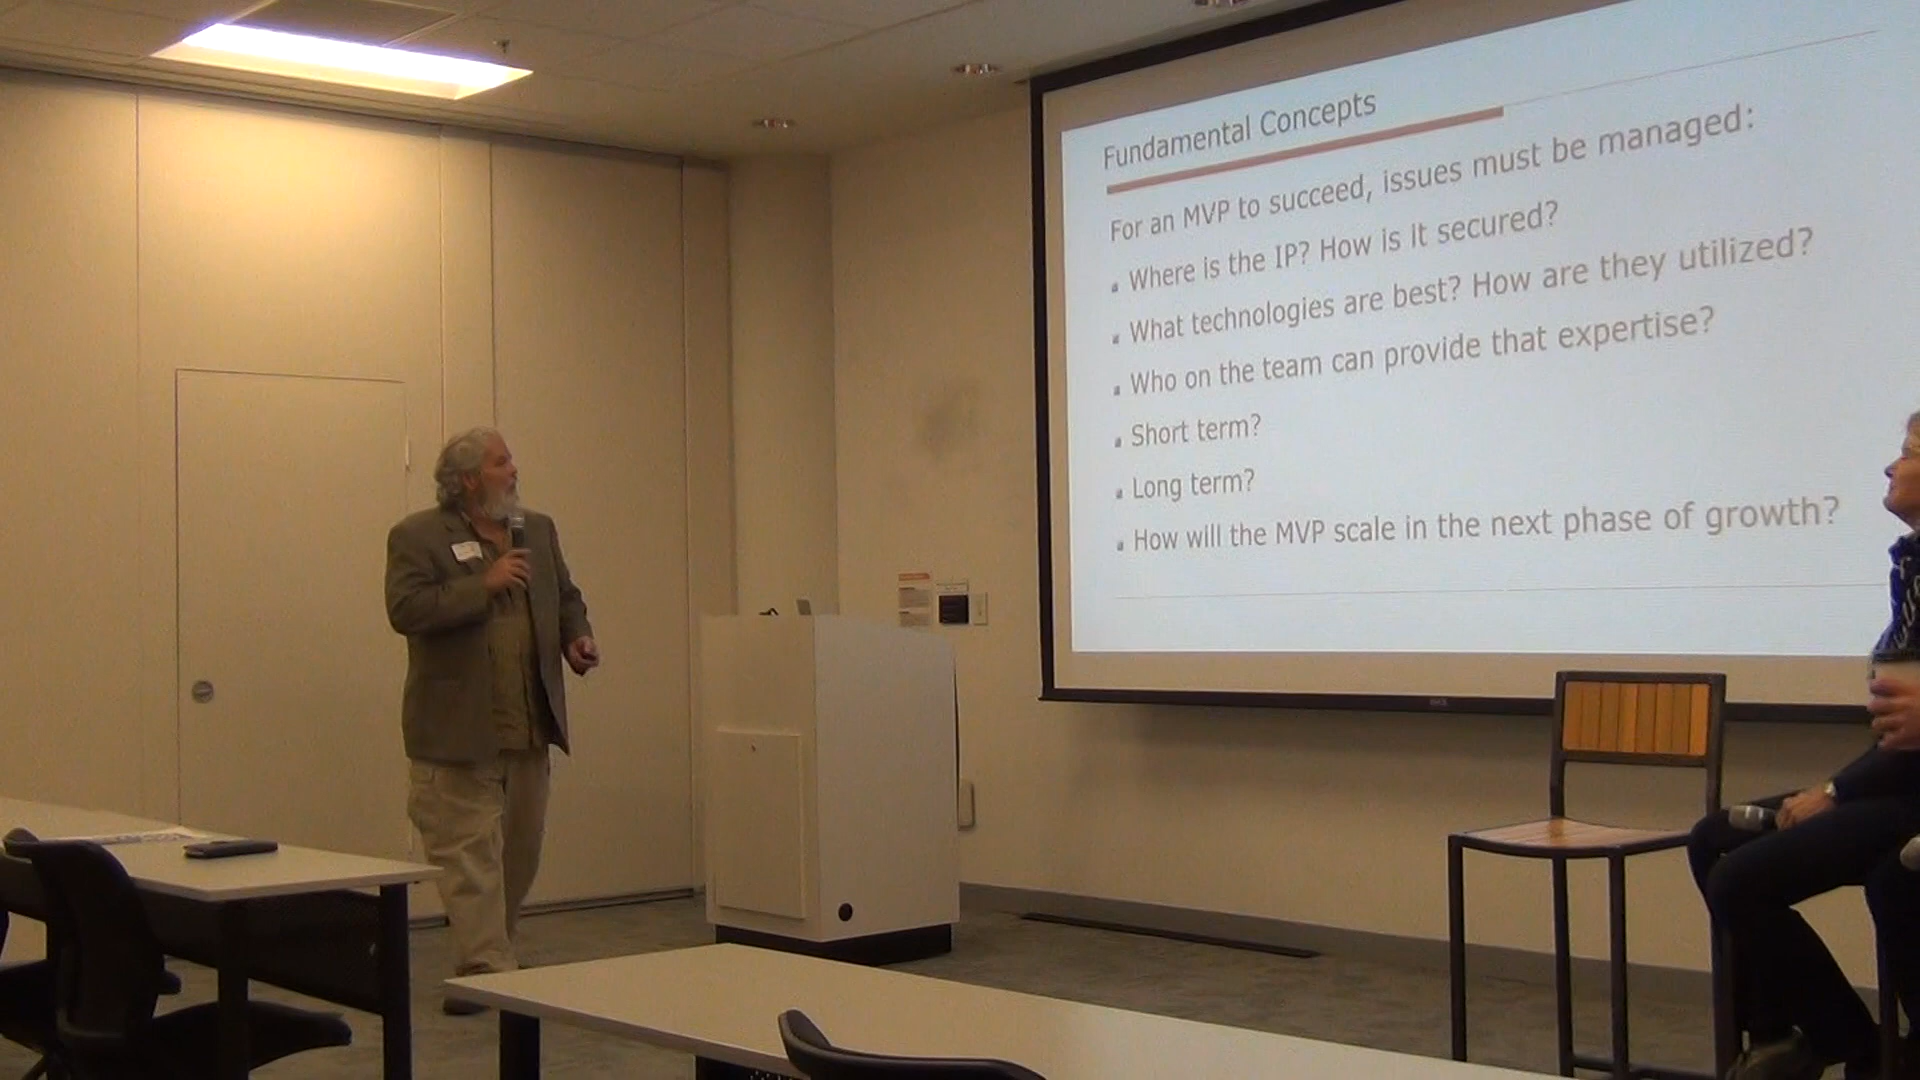 Fundamental Concepts
For an MVP to succeed, issues must be managed:
Where is the IP? How is it secured?
What technologies are best? How are they utilized?
Who on the team can provide that expertise?
Short term?
Long term?
How will the MVP scale in the next phase of growth?